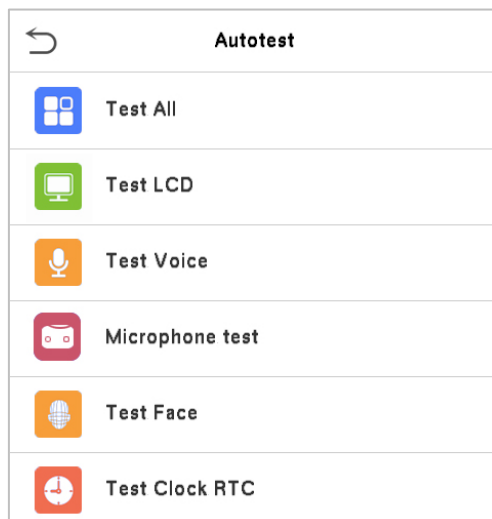 Autotest
Test All
Test LCD
Test Voice
Microphone test
Test Face
Test Clock RTC